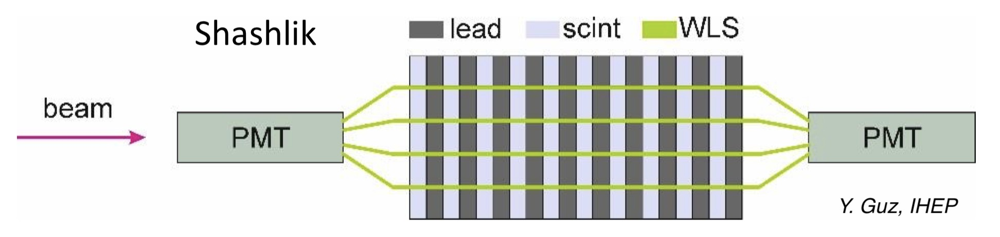 Shashlik
lead scint WLS
beam
PMT
PMT
Y. Guz, IHEP